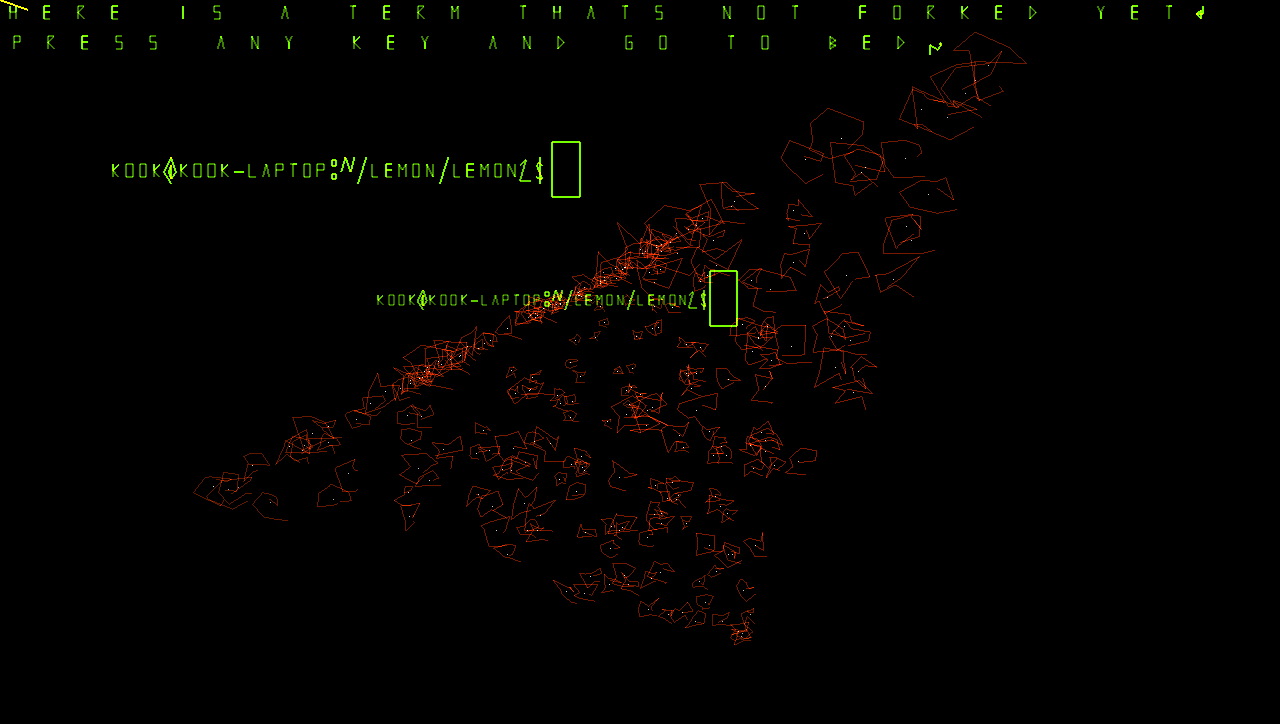 HERE IS A TERM THATS NOT FORKED YET
PRESS ANY KEY AND GO TO BED~
KOOK@KOOK-LAPTOP:~/LEMON/LEMON2$
KOOK@KOOK-LAPTOP:~/LEMON/LEMON2$